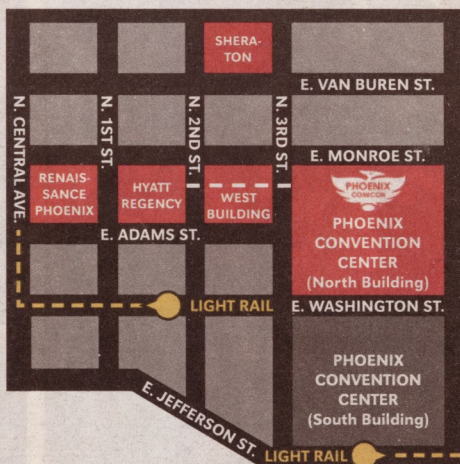 SHERA-
TON
E. VAN BUREN ST.
N. CENTRAL AVE.
N. 1ST ST.
N. 2ND ST.
N. 3RD ST.
E. MONROE ST.
RENAIS-
SANCE
PHOENIX
HYATT
REGENCY
WEST
BUILDING
PHOENIX
COMICON
PHOENIX
CONVENTION
CENTER
(North Building)
E. ADAMS ST.
LIGHT RAIL
E. WASHINGTON ST.
PHOENIX
CONVENTION
CENTER
(South Building)
E. JEFFERSON ST.
LIGHT RAIL